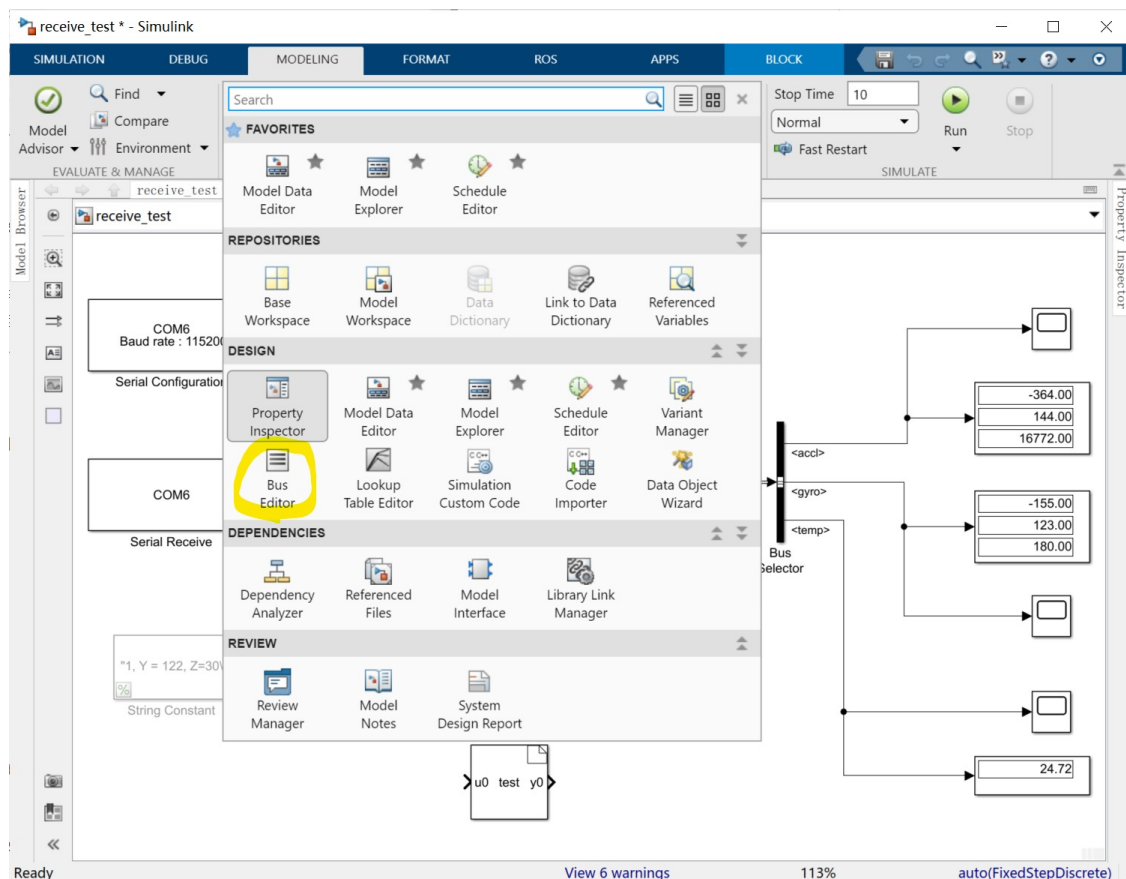 receive_test * - Simulink
SIMULATION DEBUG MODELING FORMAT ROS APPS BLOCK
Find
Compare
Environment
Model
Advisor
EVALUATE & MANAGE
Search
FAVORITES
Model Data
Editor
Model
Explorer
Schedule
Editor
REPOSITORIES
Base
Workspace
Model
Workspace
Data
Dictionary
Link to Data
Dictionary
Referenced
Variables
DESIGN
Property
Inspector
Model Data
Editor
Model
Explorer
Schedule
Editor
Variant
Manager
Bus
Editor
Lookup
Table Editor
Simulation
Custom Code
Code
Importer
Data Object
Wizard
DEPENDENCIES
Dependency
Analyzer
Referenced
Files
Model
Interface
Library Link
Manager
REVIEW
Review
Manager
Model
Notes
System
Design Report
Stop Time 10
Normal
Fast Restart
Run
Stop
SIMULATE
Model Browser
receive_test
receive_test
Property Inspector
COM6
Baud rate : 11520
Serial Configuration
COM6
Serial Receive
"1, Y = 122, Z=30\
String Constant
u0 test y0
<accl>
<gyro>
<temp>
Bus
Selector
-364.00
144.00
16772.00
-155.00
123.00
180.00
24.72
Ready
View 6 warnings
113%
auto(FixedStepDiscrete)